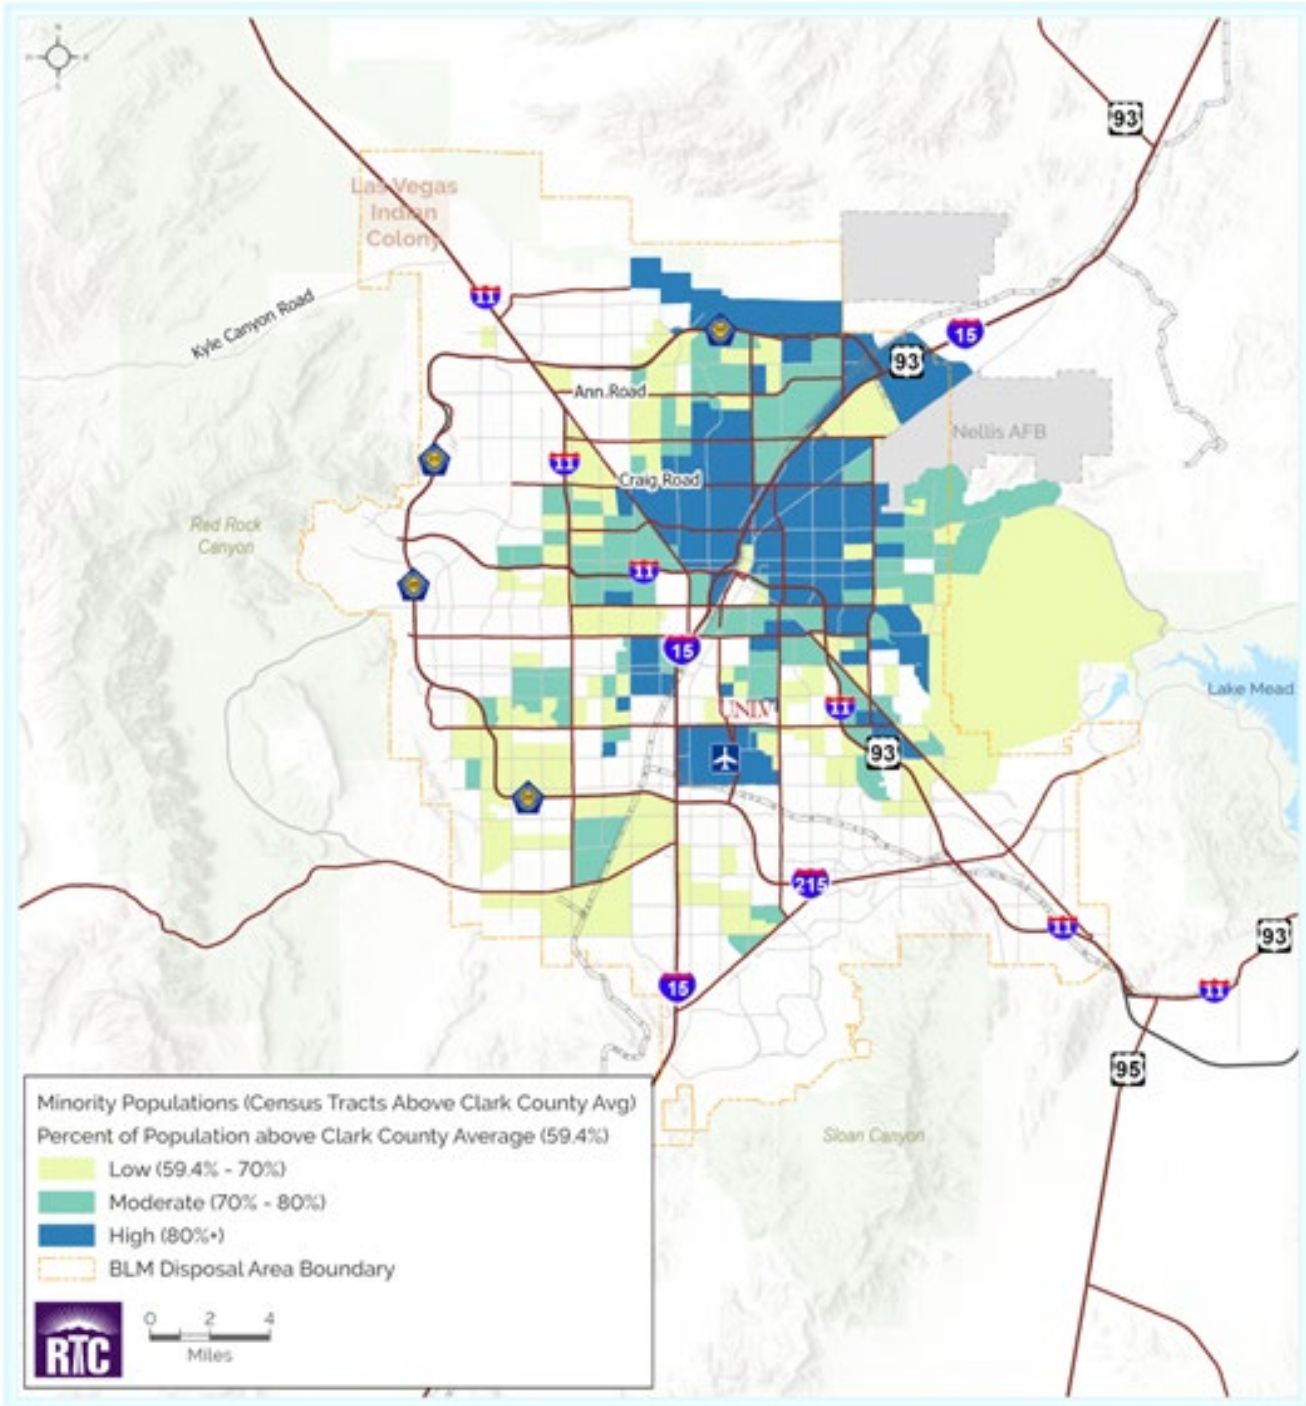 N
S
93
Las Vegas
Indian
Colony
11
15
Kyle Canyon Road
93
Ann Road
Nellis AFB
11
Craig Road
Red Rock
Canyon
11
15
Lake Mead
UNLV
11
93
215
11
93
15
11
95
Sloan Canyon
Minority Populations (Census Tracts Above Clark County Avg)
Percent of Population above Clark County Average (59.4%)
Low (59.4% - 70%)
Moderate (70% - 80%)
High (80%+)
BLM Disposal Area Boundary
0 2 4
Miles
RTC